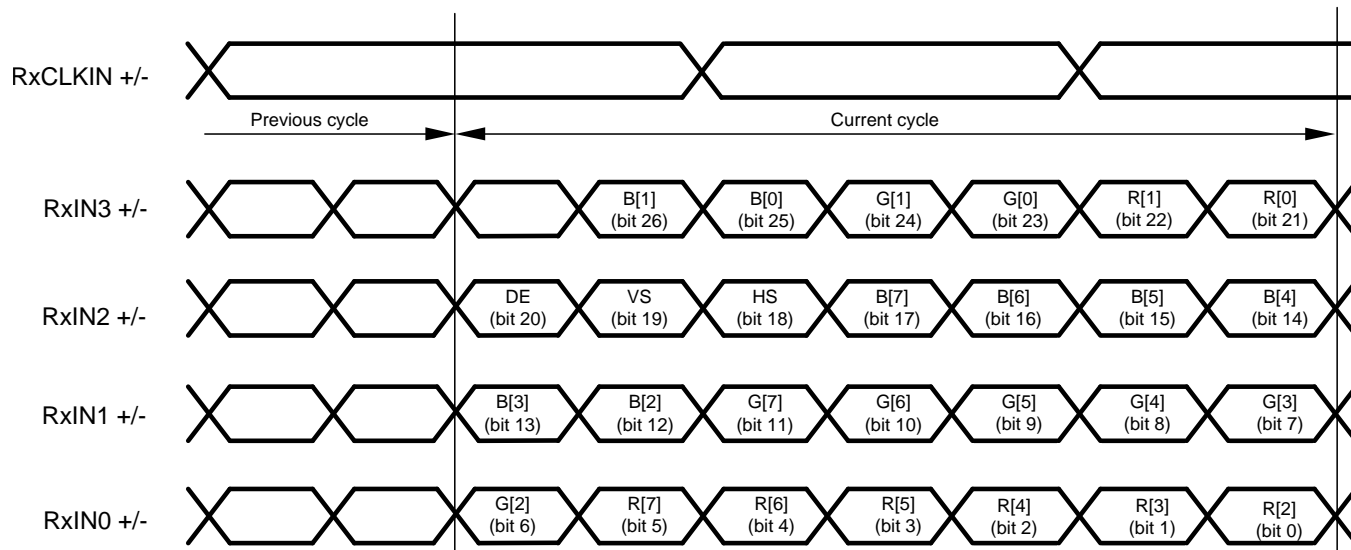 RxCLKIN +/-
Previous cycle Current cycle
RxIN3 +/- B[1] B[0] G[1] G[0] R[1] R[0]
(bit 26) (bit 25) (bit 24) (bit 23) (bit 22) (bit 21)
RxIN2 +/- DE VS HS B[7] B[6] B[5] B[4]
(bit 20) (bit 19) (bit 18) (bit 17) (bit 16) (bit 15) (bit 14)
RxIN1 +/- B[3] B[2] G[7] G[6] G[5] G[4] G[3]
(bit 13) (bit 12) (bit 11) (bit 10) (bit 9) (bit 8) (bit 7)
RxIN0 +/- G[2] R[7] R[6] R[5] R[4] R[3] R[2]
(bit 6) (bit 5) (bit 4) (bit 3) (bit 2) (bit 1) (bit 0)